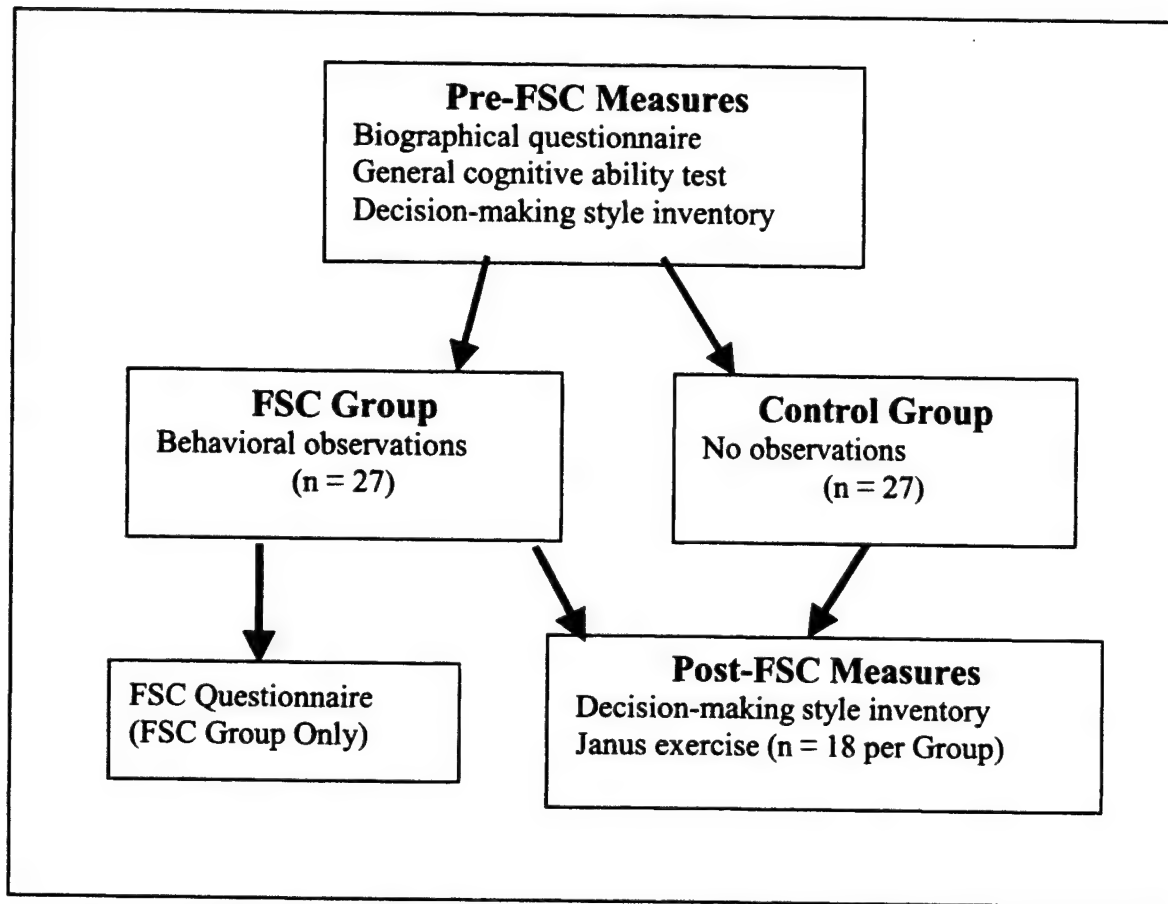 Pre-FSC Measures
Biographical questionnaire
General cognitive ability test
Decision-making style inventory
FSC Group
Behavioral observations
(n = 27)
Control Group
No observations
(n = 27)
FSC Questionnaire
(FSC Group Only)
Post-FSC Measures
Decision-making style inventory
Janus exercise (n = 18 per Group)